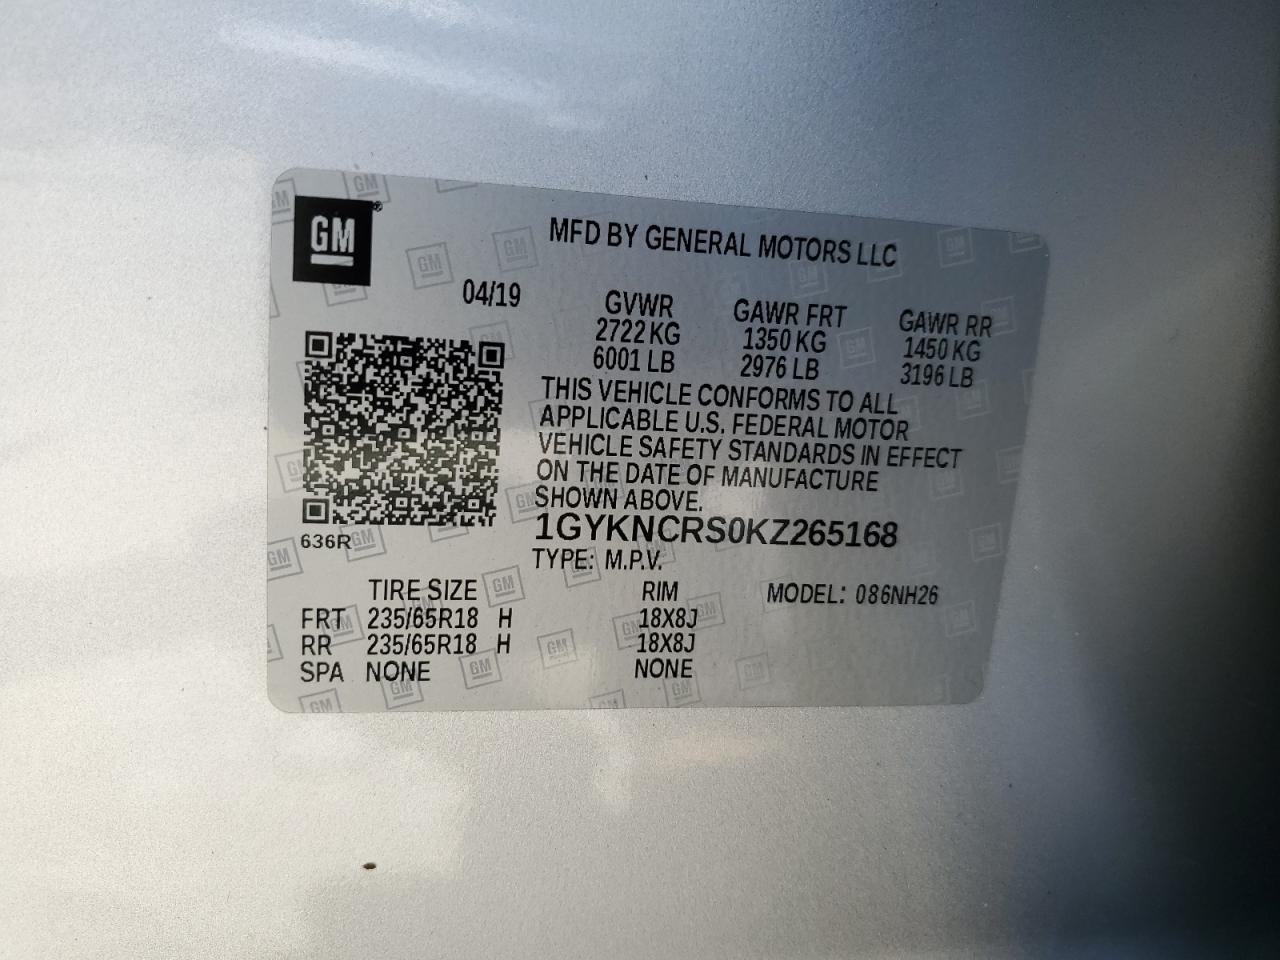 GM
MFD BY GENERAL MOTORS LLC
04/19
GVWR GAWR FRT GAWR RR
2722 KG 1350 KG 1450 KG
6001 LB 2976 LB 3196 LB
THIS VEHICLE CONFORMS TO ALL
APPLICABLE U.S. FEDERAL MOTOR
VEHICLE SAFETY STANDARDS IN EFFECT
ON THE DATE OF MANUFACTURE
SHOWN ABOVE.
1GYKNCRS0KZ265168
636R
TYPE: M.P.V.
TIRE SIZE RIM MODEL: 086NH26
FRT 235/65R18 H 18X8J
RR 235/65R18 H 18X8J
SPA NONE NONE